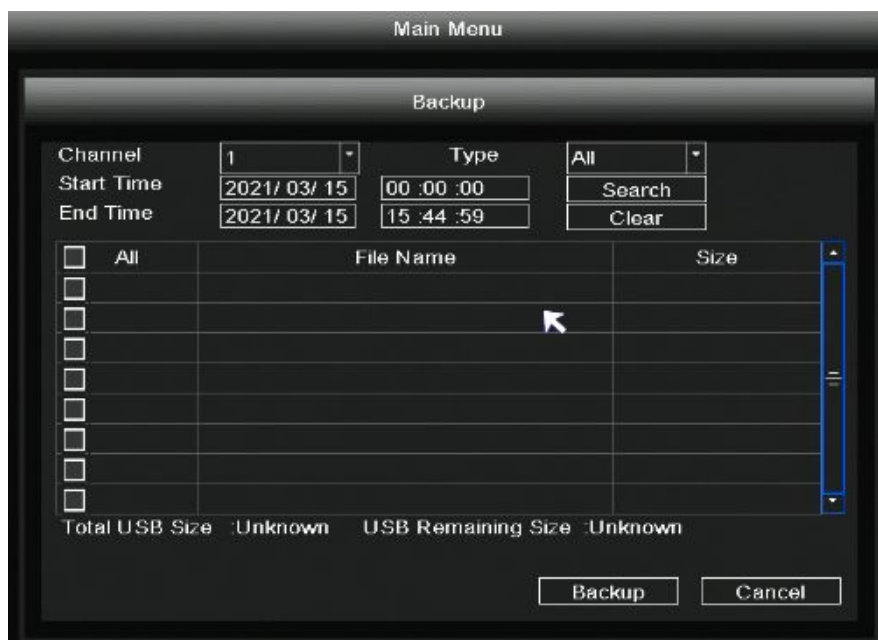 Main Menu
Backup
Channel 1 Type All
Start Time 2021/ 03/ 15 00 :00 :00 Search
End Time 2021/ 03/ 15 15 :44 :59 Clear
All File Name Size
Total USB Size :Unknown USB Remaining Size :Unknown
Backup Cancel